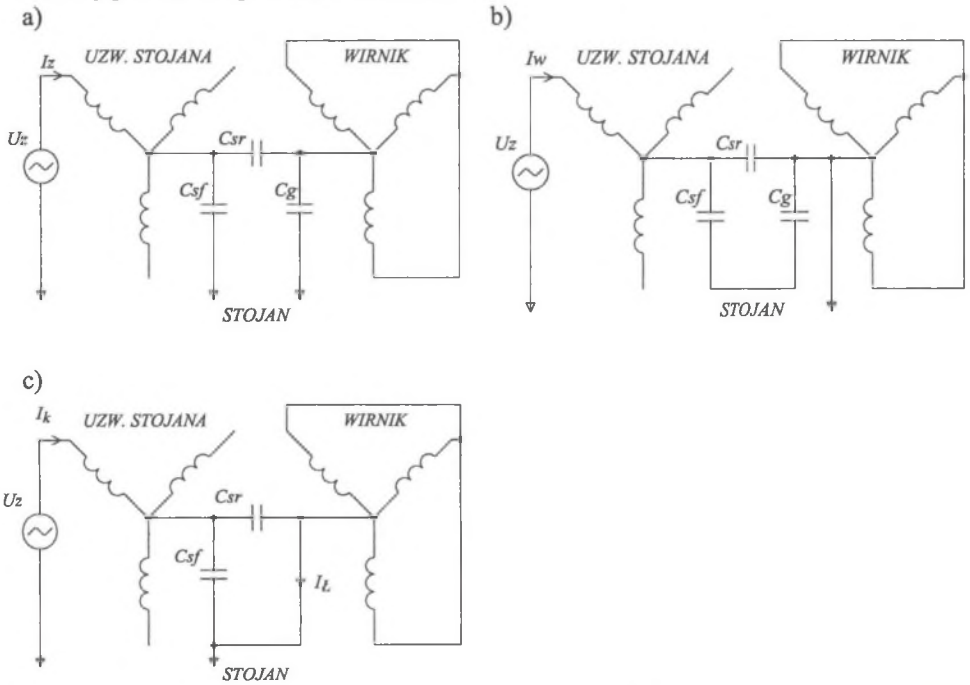 a)
b)
UZW. STOJANA
WIRNIK
Iz
Uz
Csr
Csf
Cg
STOJAN
UZW. STOJANA
WIRNIK
Iw
Uz
Csr
Csf
Cg
STOJAN
c)
UZW. STOJANA
WIRNIK
Ik
Uz
Csr
Csf
IŁ
STOJAN